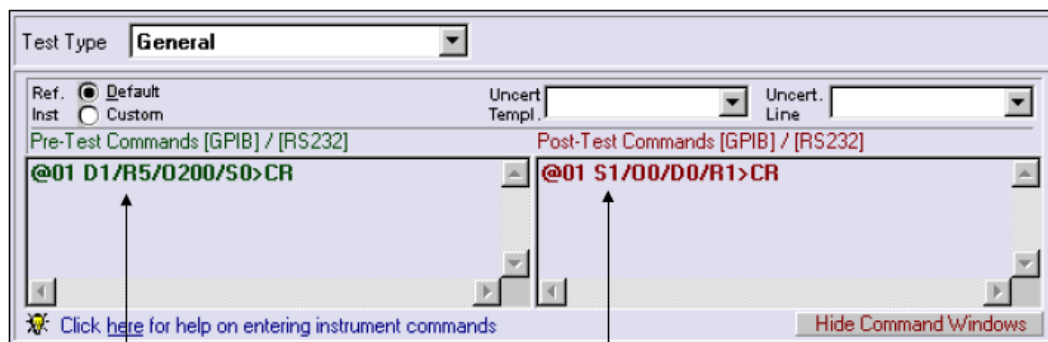 Test Type General
Ref. Default
Inst Custom
Uncert Templ.
Uncert. Line
Pre-Test Commands [GPIB] / [RS232]
Post-Test Commands [GPIB] / [RS232]
@01 D1/R5/O200/S0>CR
@01 S1/O0/D0/R1>CR
Click here for help on entering instrument commands
Hide Command Windows